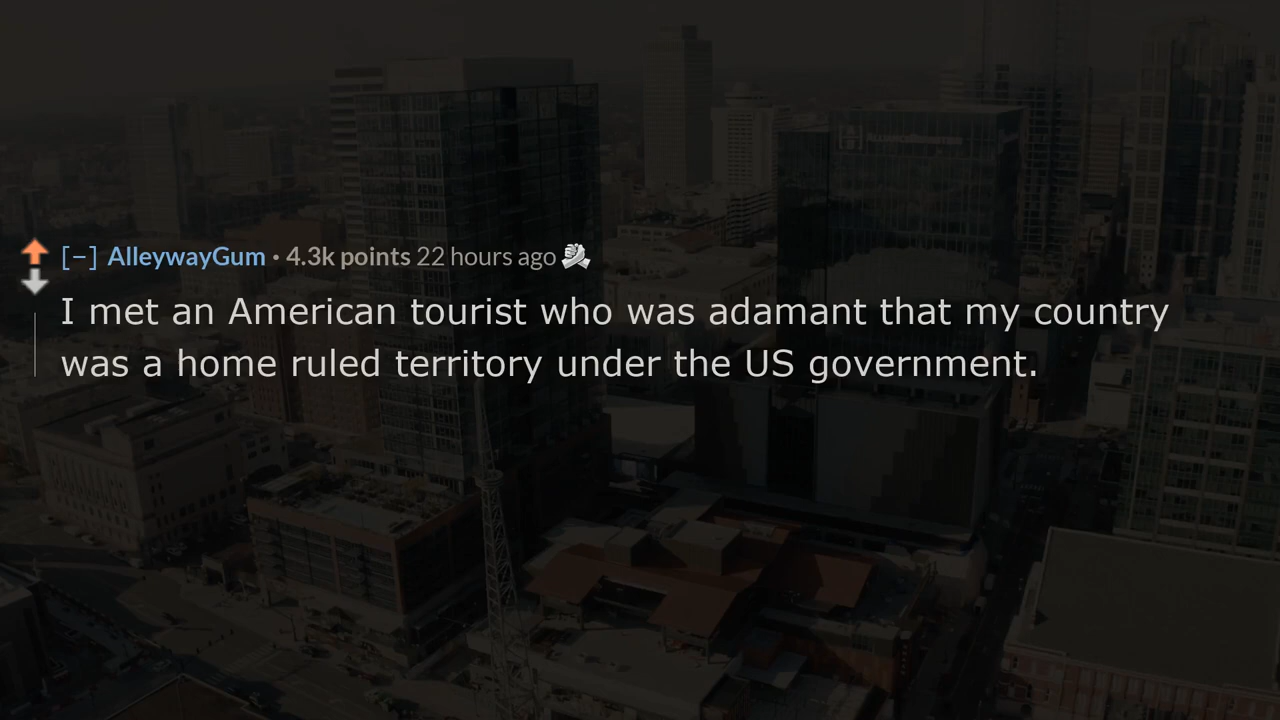 [−] AlleywayGum • 4.3k points 22 hours ago
I met an American tourist who was adamant that my country
was a home ruled territory under the US government.